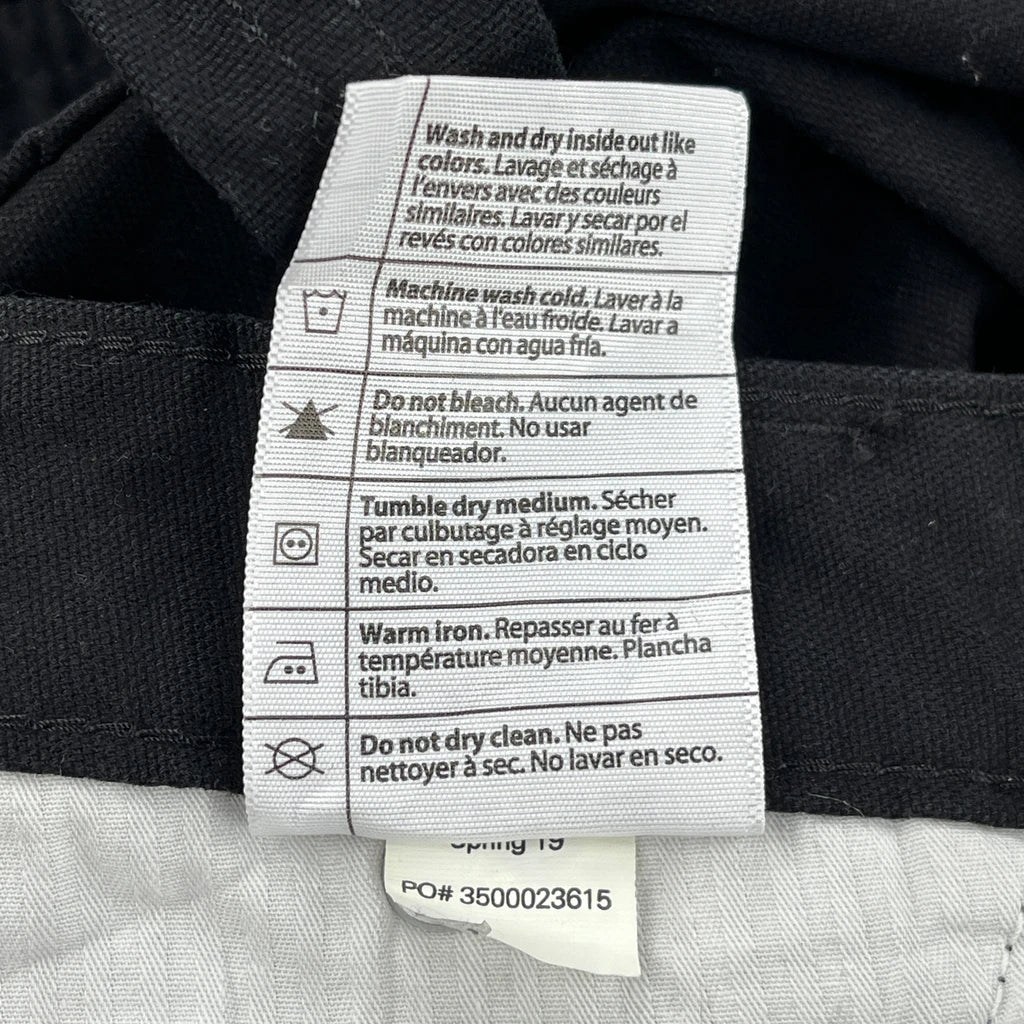 Wash and dry inside out like
colors. Lavage et séchage à
l'envers avec des couleurs
similaires. Lavar y secar por el
revés con colores similares.
Machine wash cold. Laver à la
machine à l'eau froide. Lavar a
máquina con agua fría.
Do not bleach. Aucun agent de
blanchiment. No usar
blanqueador.
Tumble dry medium. Sécher
par culbutage à réglage moyen.
Secar en secadora en ciclo
medio.
Warm iron. Repasser au fer à
température moyenne. Plancha
tibia.
Do not dry clean. Ne pas
nettoyer à sec. No lavar en seco.
Spring 19
PO# 3500023615